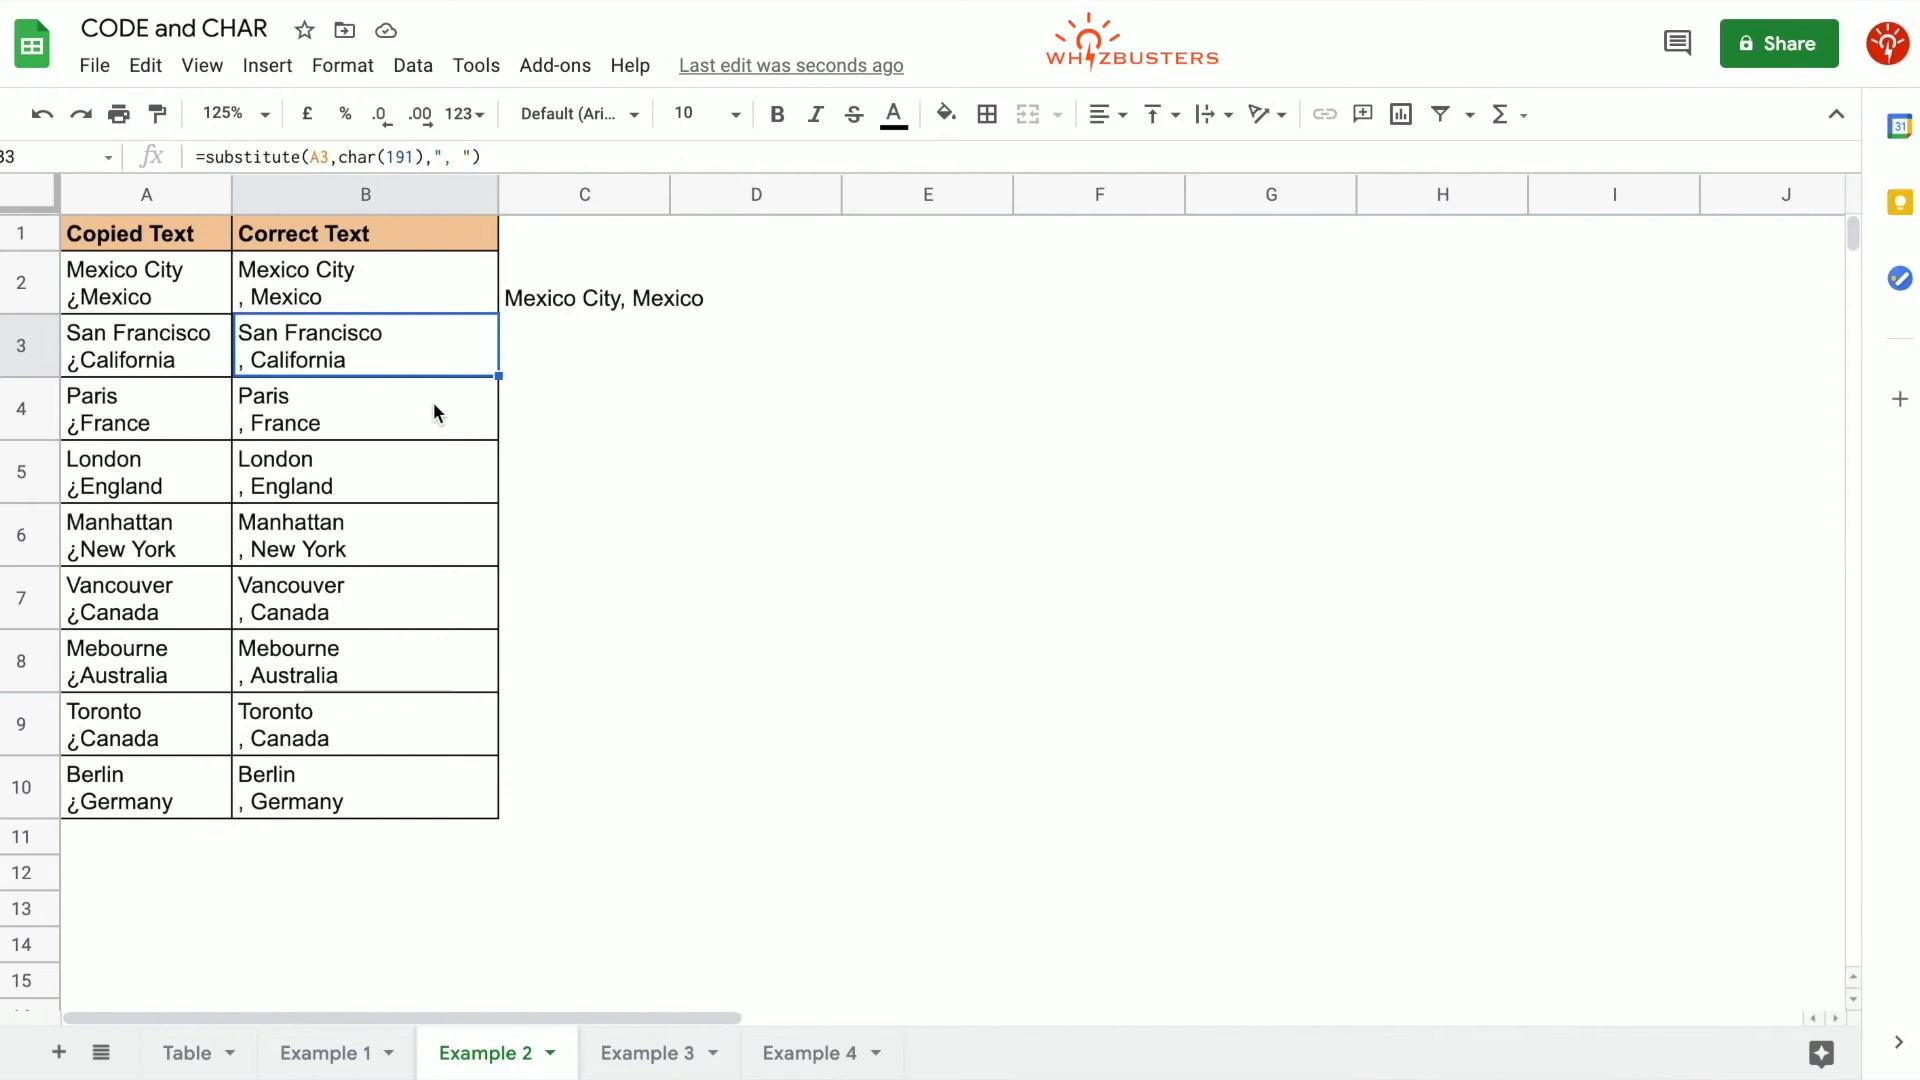 CODE and CHAR
WHIZBUSTERS
Share
File Edit View Insert Format Data Tools Add-ons Help Last edit was seconds ago
125% £ % .0 .00 123 Default (Ari... 10 B I S A Σ
31
fx =substitute(A3,char(191),", ")
A B C D E F G H I J
1 Copied Text Correct Text
2 Mexico City
¿Mexico
Mexico City
, Mexico
Mexico City, Mexico
3 San Francisco
¿California
San Francisco
, California
4 Paris
¿France
Paris
, France
5 London
¿England
London
, England
6 Manhattan
¿New York
Manhattan
, New York
7 Vancouver
¿Canada
Vancouver
, Canada
8 Mebourne
¿Australia
Mebourne
, Australia
9 Toronto
¿Canada
Toronto
, Canada
10 Berlin
¿Germany
Berlin
, Germany
11
12
13
14
15
Table Example 1 Example 2 Example 3 Example 4